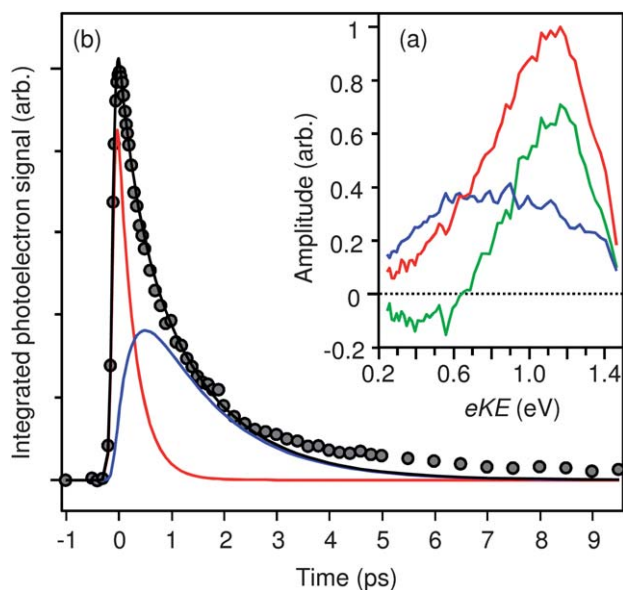 (b)
(a)
Integrated photoelectron signal (arb.)
Amplitude (arb.)
1
0.8
0.6
0.4
0.2
0
-0.2
0.2 0.6 1.0 1.4
eKE (eV)
-1 0 1 2 3 4 5 6 7 8 9
Time (ps)